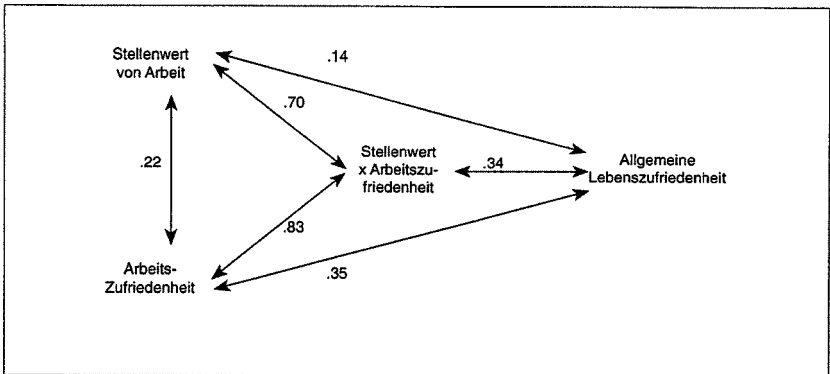 Stellenwert
von Arbeit
.14
.70
.22
Stellenwert
x Arbeitszu-
friedenheit
.34
Allgemeine
Lebenszufriedenheit
.83
Arbeits-
Zufriedenheit
.35